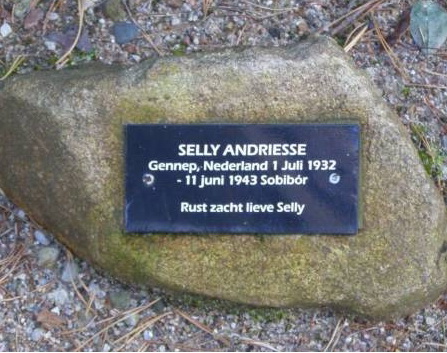 SELLY ANDRIESSE
Gennep, Nederland 1 Juli 1932
- 11 juni 1943 Sobibór
Rust zacht lieve Selly